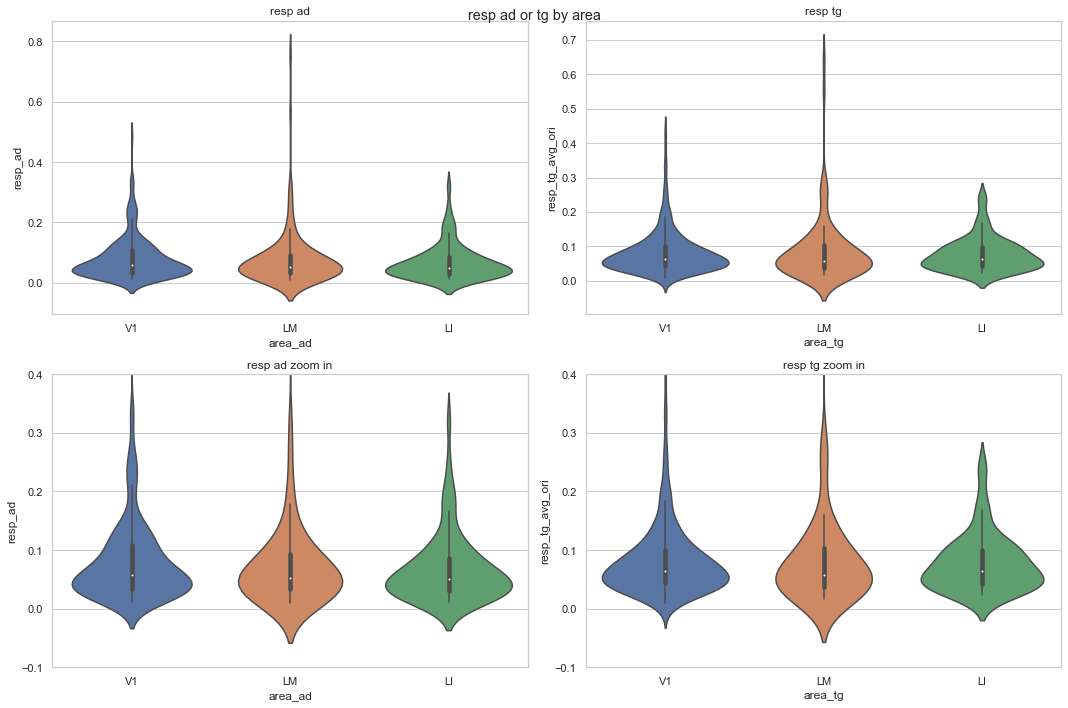 resp ad or tg by area
resp ad
resp_ad
0.8
0.6
0.4
0.2
0.0
V1
LM
LI
area_ad
resp tg
resp_tg_avg_ori
0.7
0.6
0.5
0.4
0.3
0.2
0.1
0.0
V1
LM
LI
area_tg
resp ad zoom in
resp_ad
0.4
0.3
0.2
0.1
0.0
−0.1
V1
LM
LI
area_ad
resp tg zoom in
resp_tg_avg_ori
0.4
0.3
0.2
0.1
0.0
−0.1
V1
LM
LI
area_tg